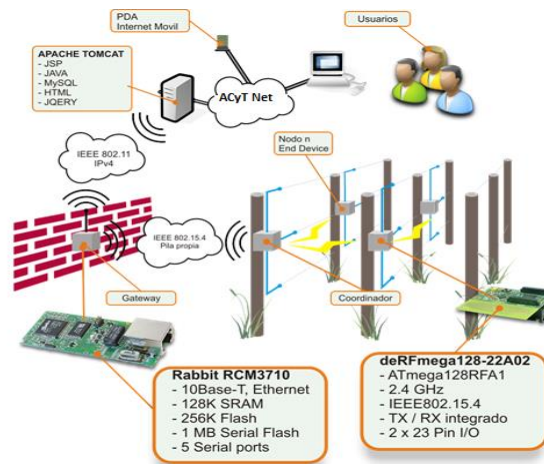 PDA
Internet Movil
Usuarios
APACHE TOMCAT
- JSP
- JAVA
- MySQL
- HTML
- JQERY
ACyT Net
IEEE 802.11
IPv4
Nodo n
End Device
IEEE 802.15.4
Pila propia
Gateway
Coordinador
Rabbit RCM3710
- 10Base-T, Ethernet
- 128K SRAM
- 256K Flash
- 1 MB Serial Flash
- 5 Serial ports
deRFmega128-22A02
- ATmega128RFA1
- 2.4 GHz
- IEEE802.15.4
- TX / RX integrado
- 2 x 23 Pin I/O